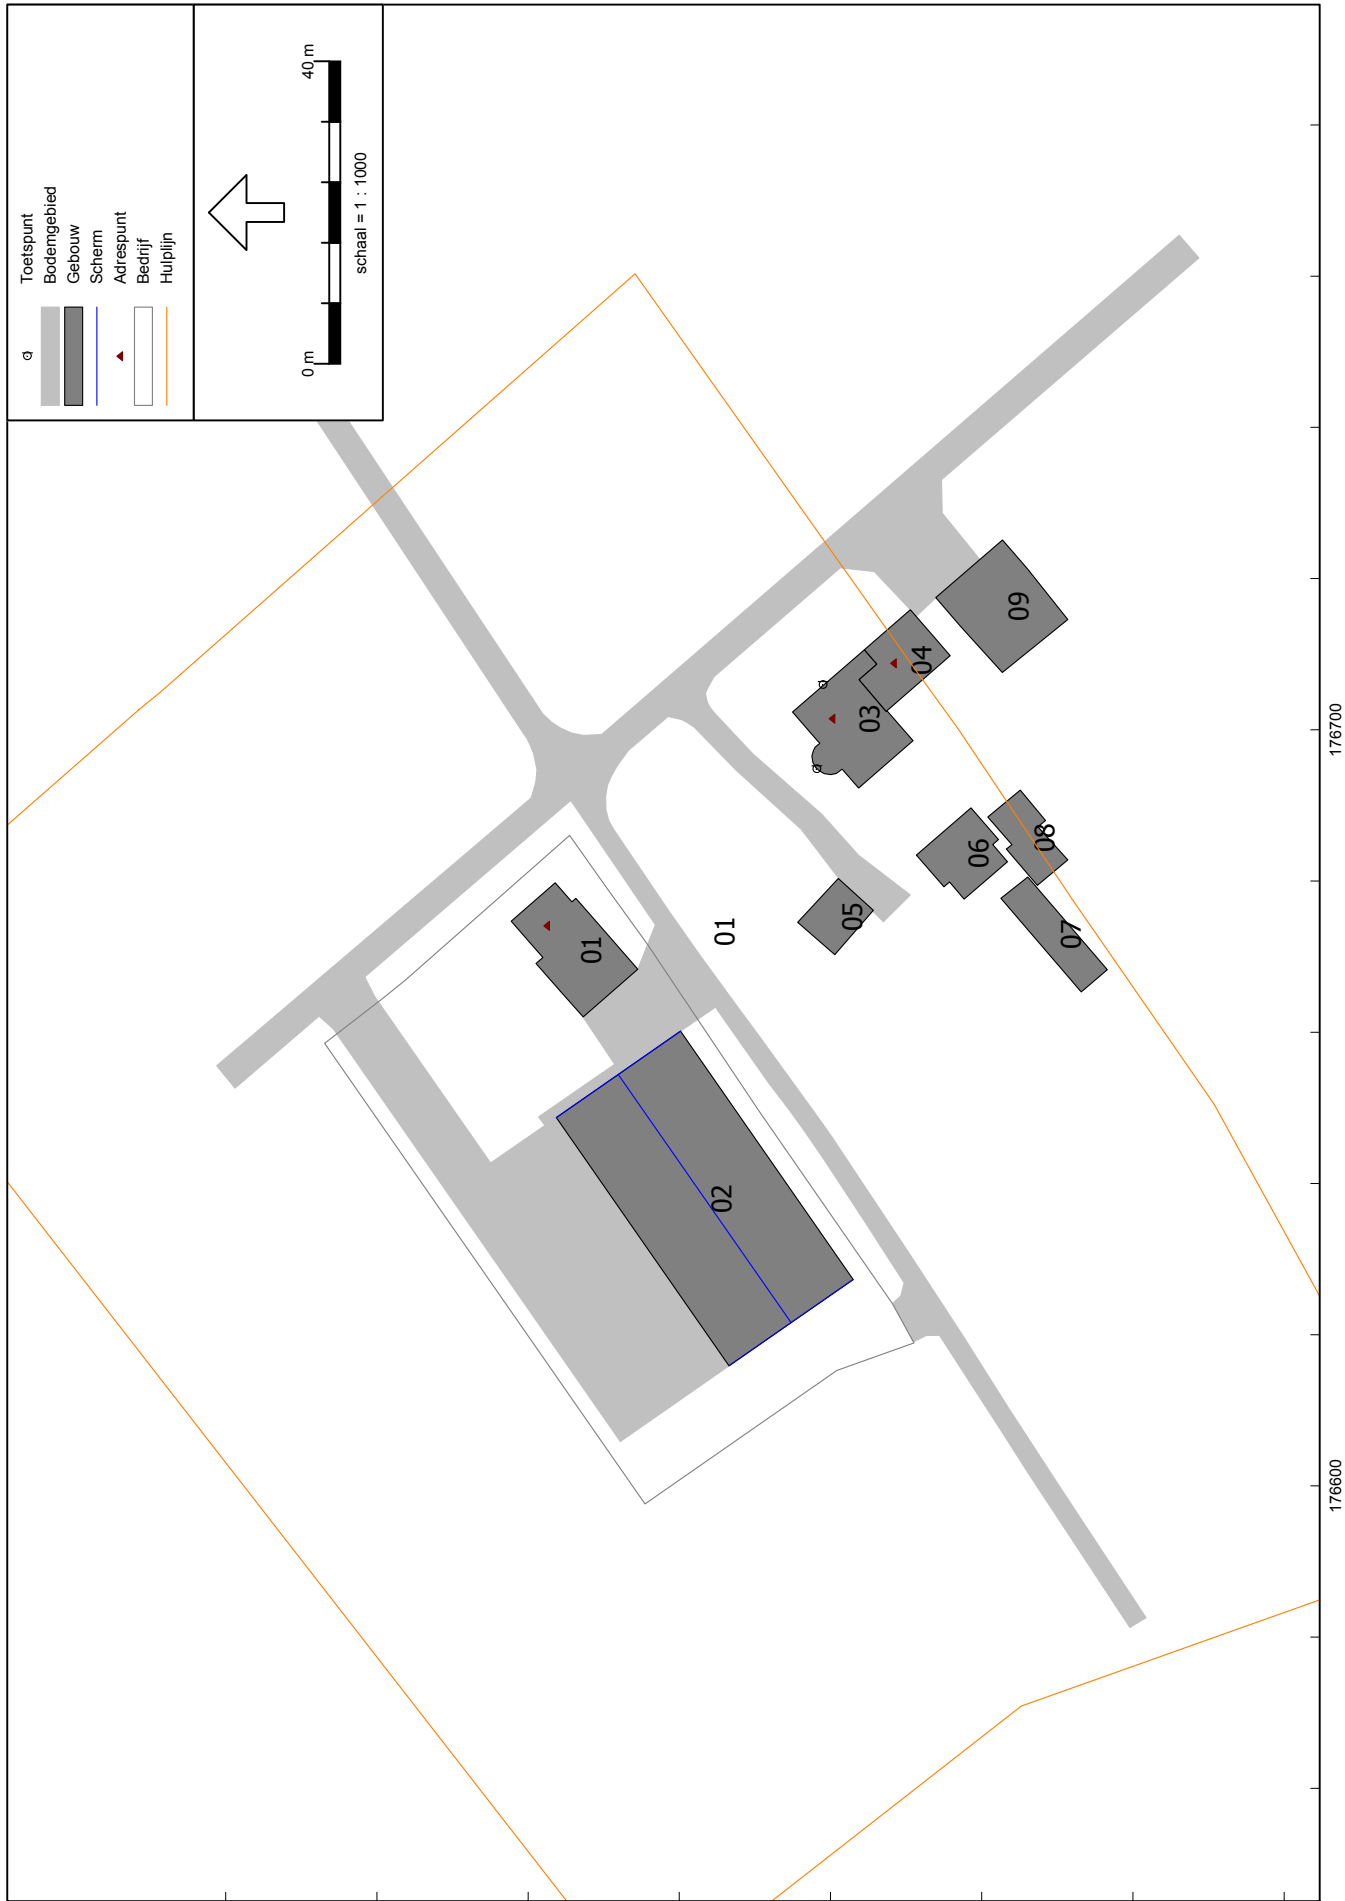 Toetspunt
Bodemgebied
Gebouw
Scherm
Adrespunt
Bedrijf
Hulplijn
0 m
40 m
schaal = 1 : 1000
01
01
02
03
04
05
06
07
08
09
176600
176700